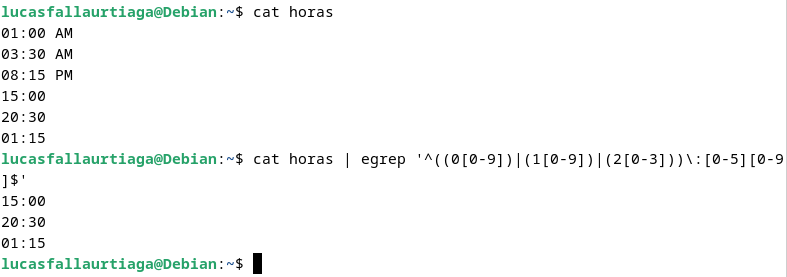 lucasfallaurtiaga@Debian:~$ cat horas
01:00 AM
03:30 AM
08:15 PM
15:00
20:30
01:15
lucasfallaurtiaga@Debian:~$ cat horas | egrep '^((0[0-9])|(1[0-9])|(2[0-3]))\:[0-5][0-9
]$'
15:00
20:30
01:15
lucasfallaurtiaga@Debian:~$